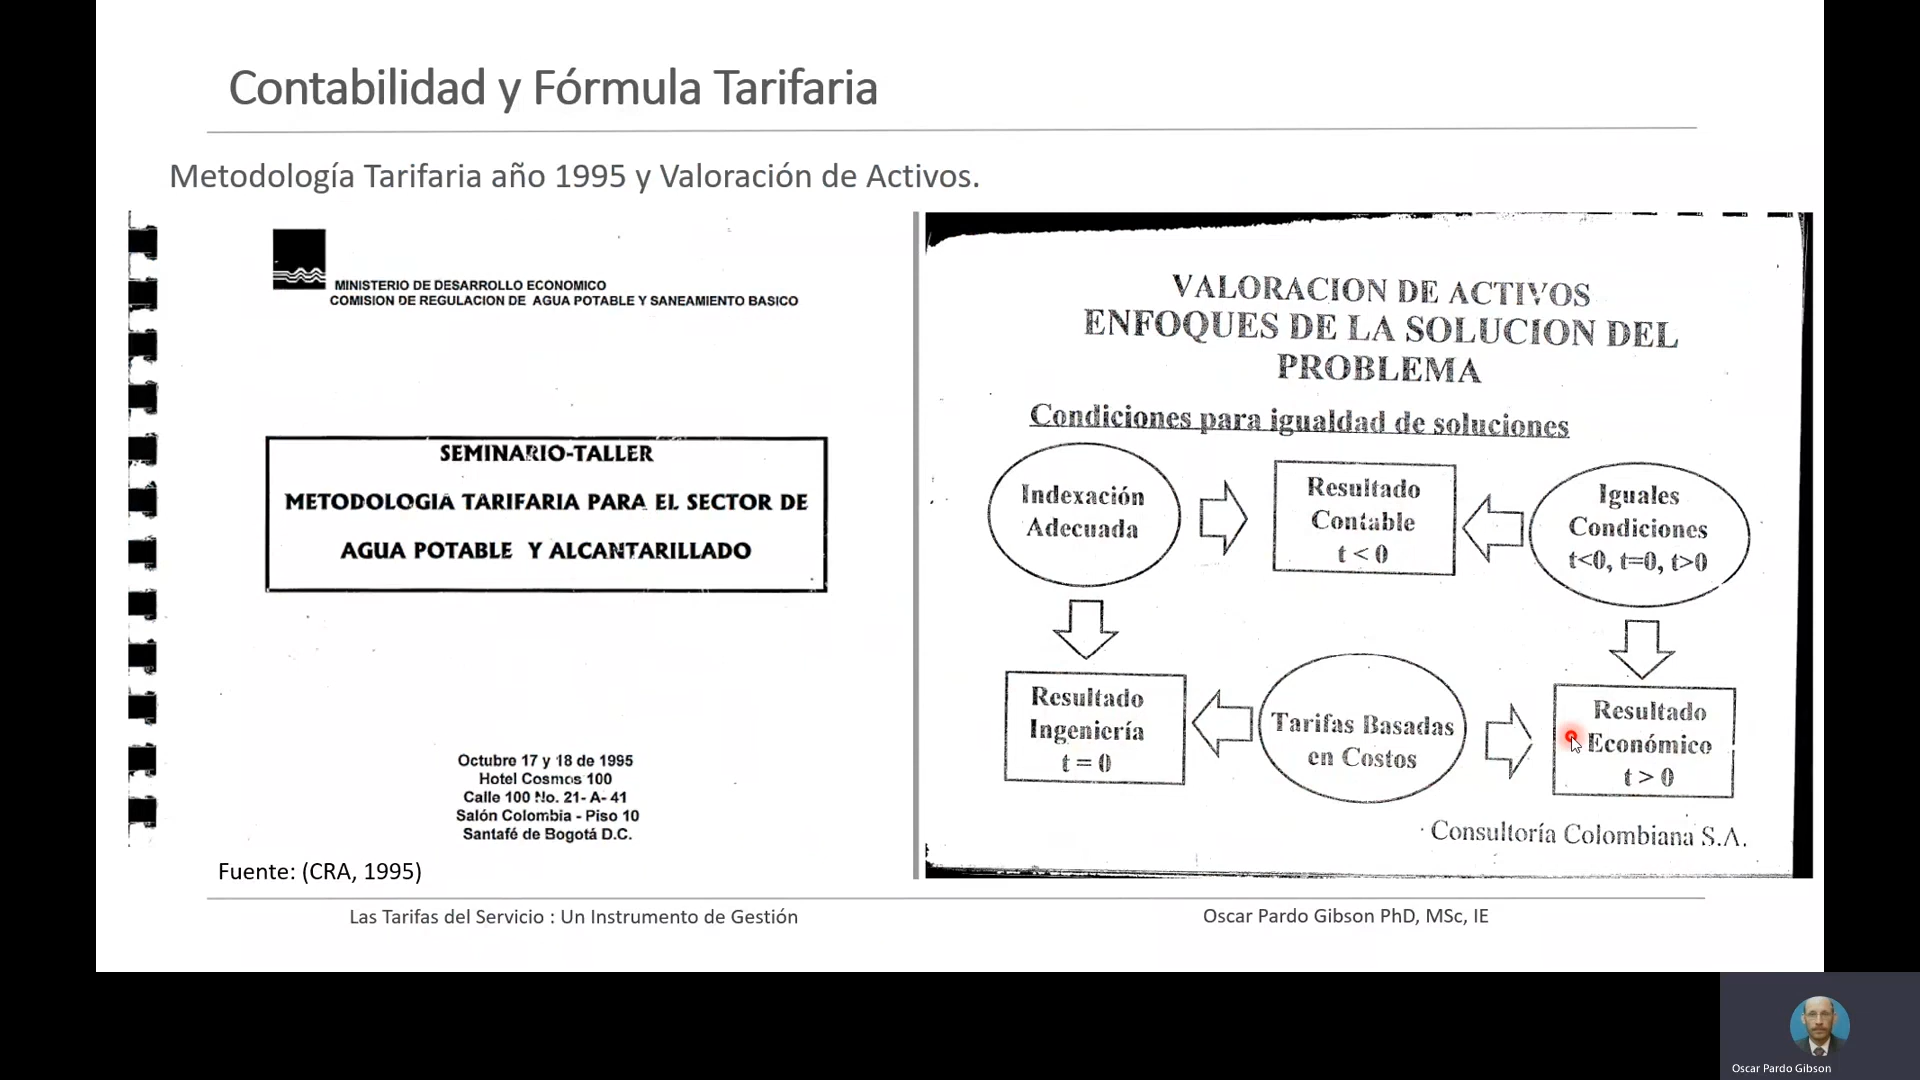 Contabilidad y Fórmula Tarifaria
Metodología Tarifaria año 1995 y Valoración de Activos.
MINISTERIO DE DESARROLLO ECONOMICO
COMISION DE REGULACION DE AGUA POTABLE Y SANEAMIENTO BASICO
SEMINARIO-TALLER
METODOLOGIA TARIFARIA PARA EL SECTOR DE
AGUA POTABLE Y ALCANTARILLADO
Octubre 17 y 18 de 1995
Hotel Cosmos 100
Calle 100 No. 21- A- 41
Salón Colombia - Piso 10
Santafé de Bogotá D.C.
Fuente: (CRA, 1995)
VALORACION DE ACTIVOS
ENFOQUES DE LA SOLUCION DEL
PROBLEMA
Condiciones para igualdad de soluciones
Indexación
Adecuada
Resultado
Contable
t < 0
Iguales
Condiciones
t<0, t=0, t>0
Resultado
Ingeniería
t = 0
Tarifas Basadas
en Costos
Resultado
Económico
t > 0
Consultoría Colombiana S.A.
Las Tarifas del Servicio : Un Instrumento de Gestión
Oscar Pardo Gibson PhD, MSc, IE
Oscar Pardo Gibson